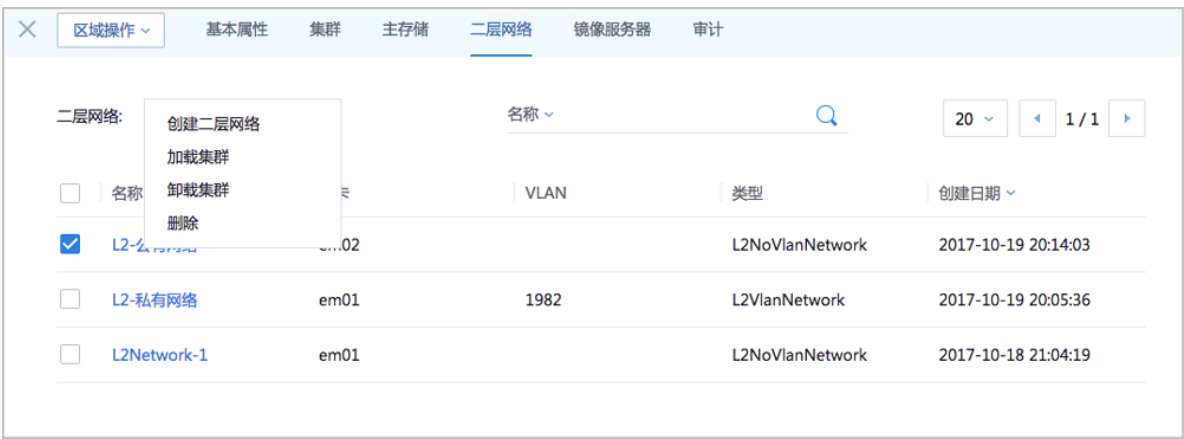 区域操作 基本属性 集群 主存储 二层网络 镜像服务器 审计
二层网络: 名称 20 1 / 1
创建二层网络
加载集群
卸载集群
删除
名称 VLAN 类型 创建日期
em02 L2NoVlanNetwork 2017-10-19 20:14:03
L2-私有网络 em01 1982 L2VlanNetwork 2017-10-19 20:05:36
L2Network-1 em01 L2NoVlanNetwork 2017-10-18 21:04:19